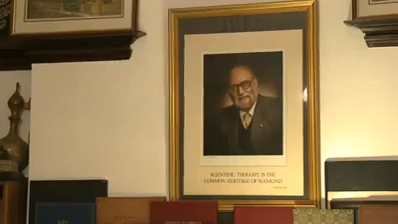 SCIENTIFIC THOUGHT IS THE
COMMON HERITAGE OF MANKIND